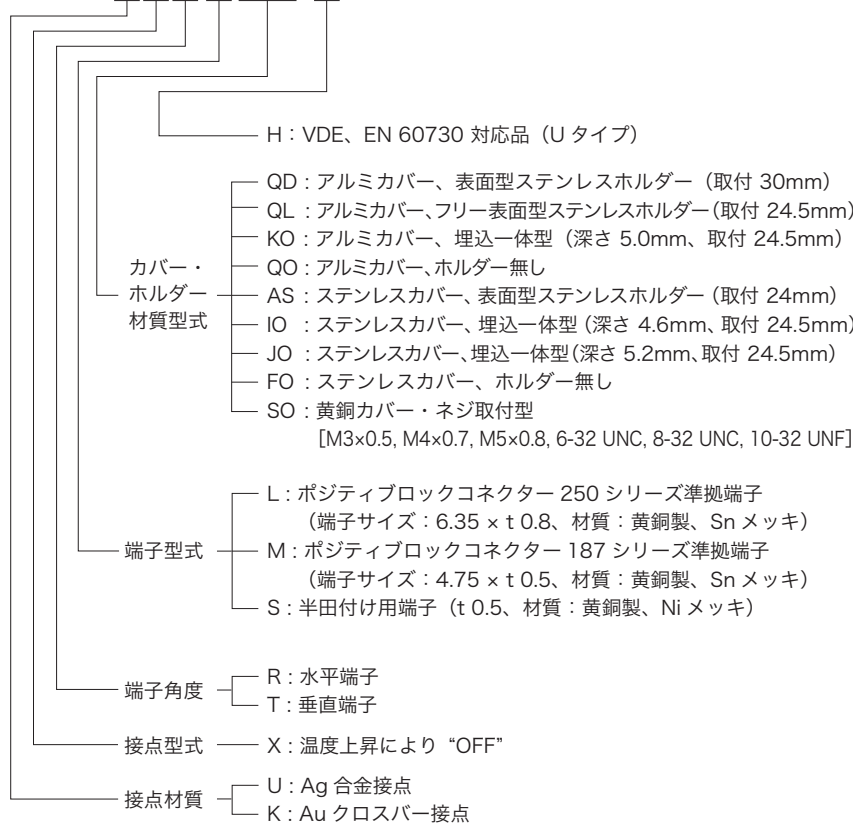 H：VDE、EN 60730 対応品（U タイプ）
QD : アルミカバー、表面型ステンレスホルダー（取付 30mm）
QL : アルミカバー、フリー表面型ステンレスホルダー（取付 24.5mm）
KO : アルミカバー、埋込一体型（深さ 5.0mm、取付 24.5mm）
QO : アルミカバー、ホルダー無し
AS : ステンレスカバー、表面型ステンレスホルダー（取付 24mm）
IO : ステンレスカバー、埋込一体型（深さ 4.6mm、取付 24.5mm）
JO : ステンレスカバー、埋込一体型（深さ 5.2mm、取付 24.5mm）
FO : ステンレスカバー、ホルダー無し
SO : 黄銅カバー・ネジ取付型
［M3×0.5, M4×0.7, M5×0.8, 6-32 UNC, 8-32 UNC, 10-32 UNF］
カバー・
ホルダー
材質型式
L : ポジティブロックコネクター 250 シリーズ準拠端子
（端子サイズ：6.35 × t 0.8、材質：黄銅製、Sn メッキ）
端子型式
M : ポジティブロックコネクター 187 シリーズ準拠端子
（端子サイズ：4.75 × t 0.5、材質：黄銅製、Sn メッキ）
S : 半田付け用端子（t 0.5、材質：黄銅製、Ni メッキ）
端子角度
R : 水平端子
T : 垂直端子
接点型式
X : 温度上昇により “OFF”
接点材質
U : Ag 合金接点
K : Au クロスバー接点